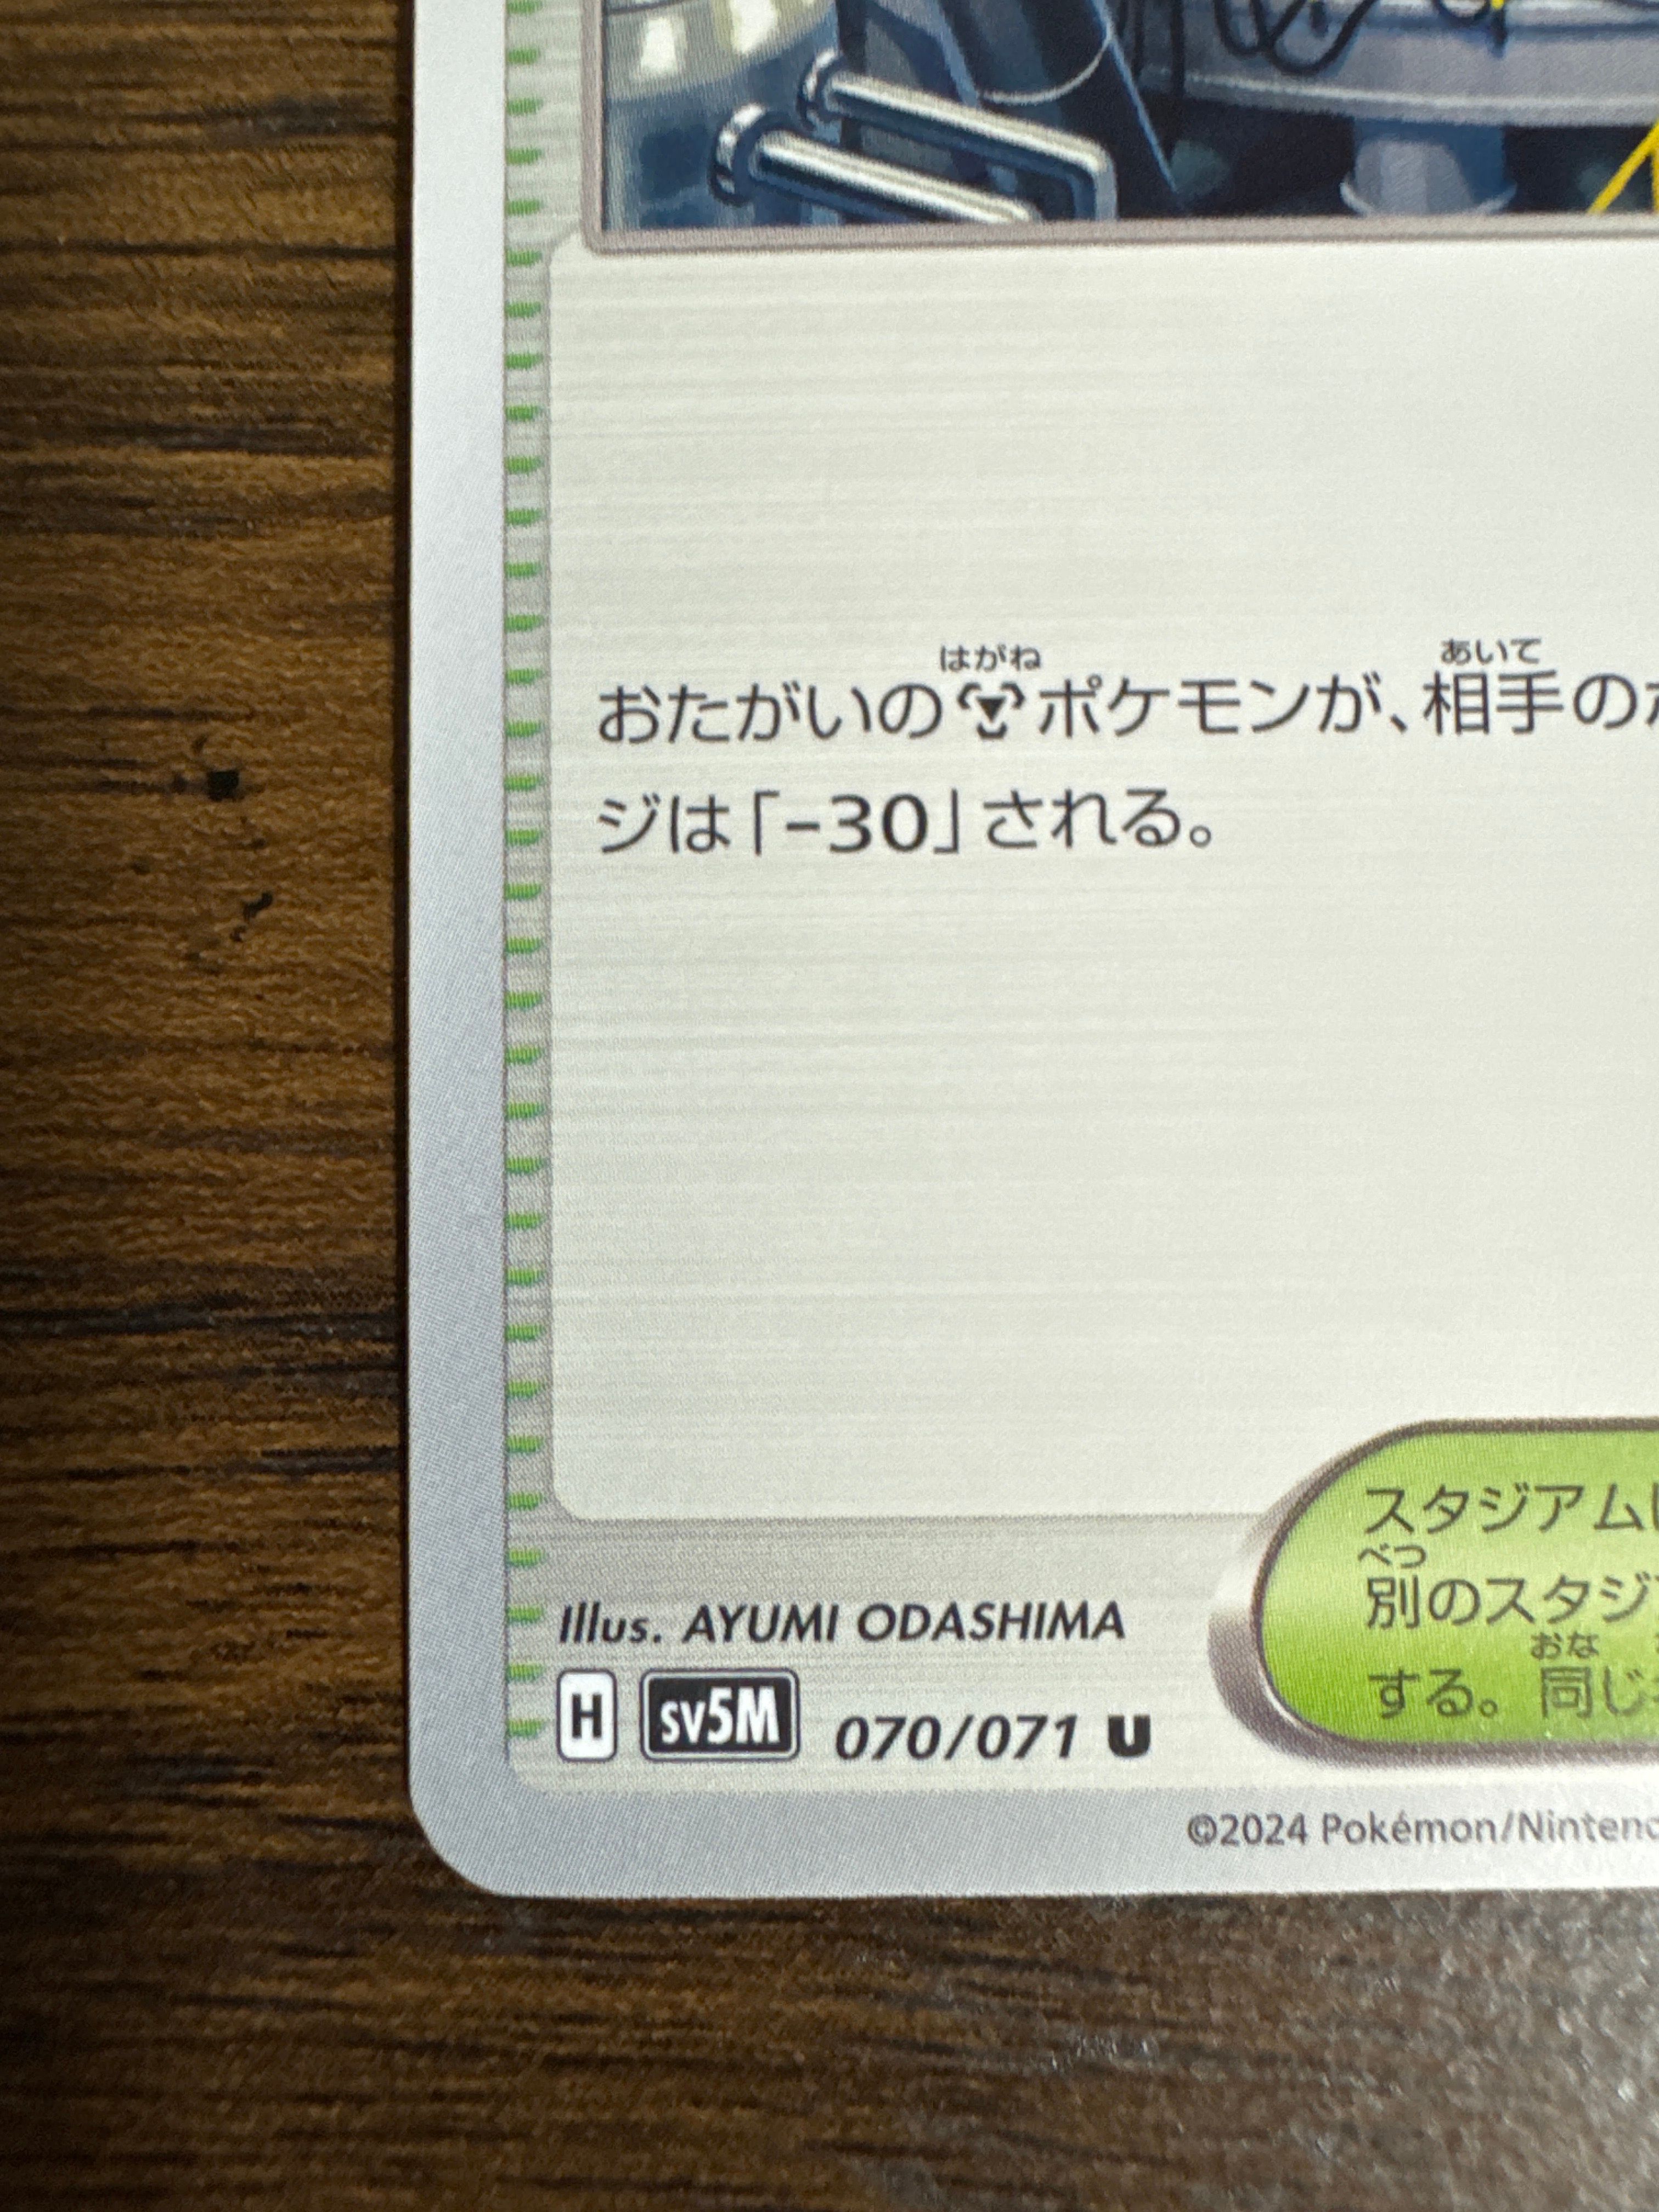 はがね あいて
おたがいのポケモンが、相手の
ジは「-30」される。
スタジアム
べつ
別のスタジ
おな
する。同じ
Illus. AYUMI ODASHIMA
H SV5M 070/071 U
©2024 Pokémon/Nintend